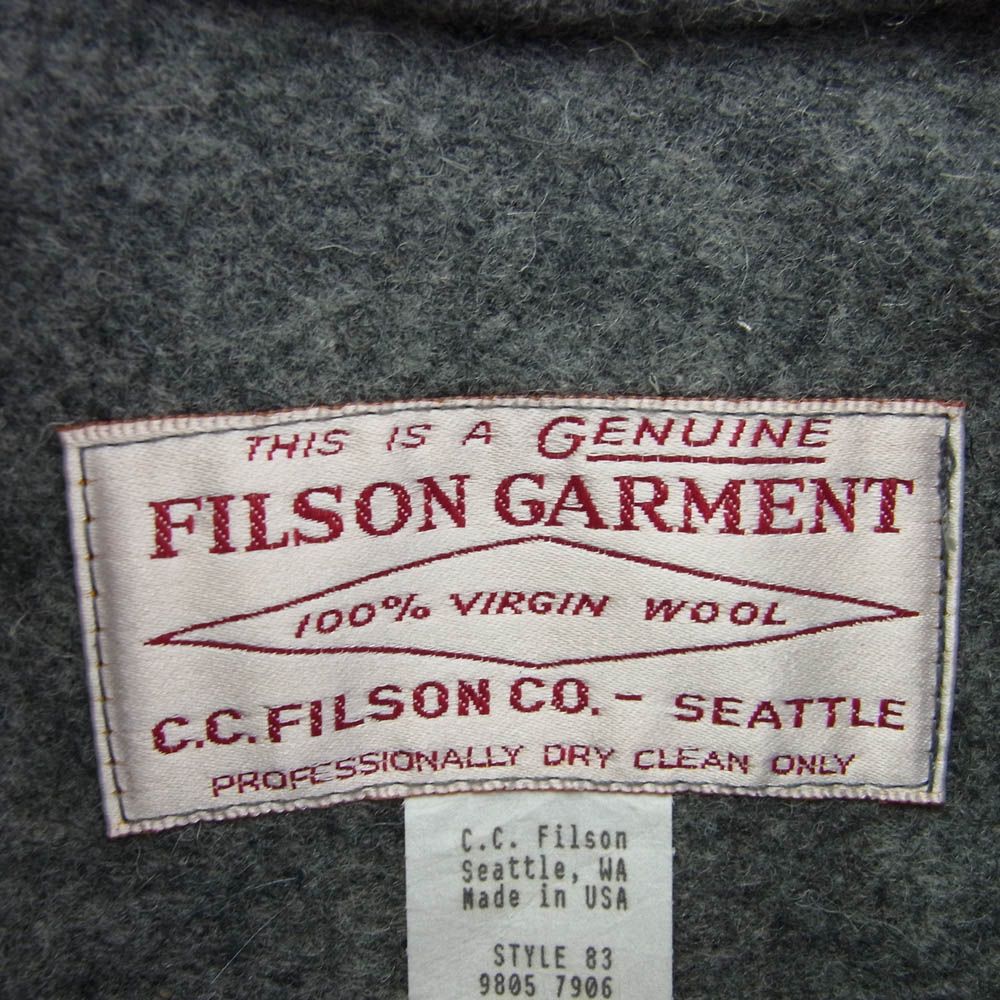 THIS IS A GENUINE
FILSON GARMENT
100% VIRGIN WOOL
C.C. FILSON CO. - SEATTLE
PROFESSIONALLY DRY CLEAN ONLY
C.C. Filson
Seattle, WA
Made in USA
STYLE 83
9805 7906